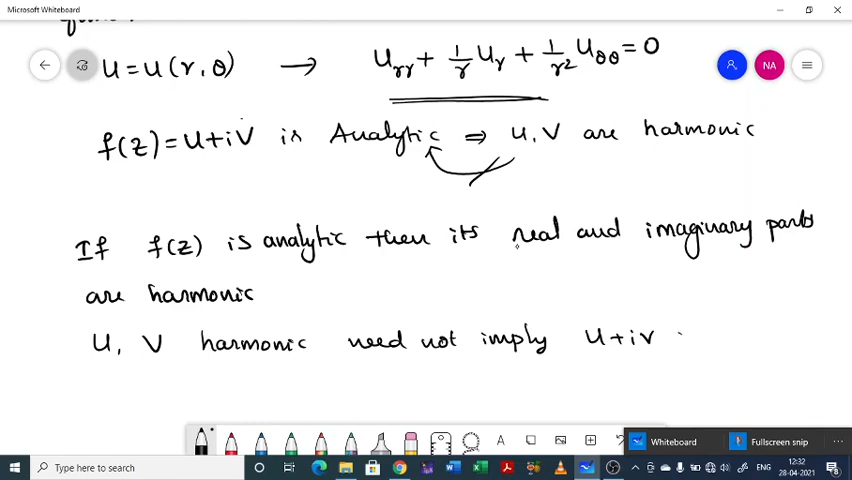 Microsoft Whiteboard
NA
u = u(r, θ) → u_rr + 1/r u_r + 1/r² u_θθ = 0
f(z) = u + iv is Analytic ⇒ u, v are harmonic
If f(z) is analytic then its real and imaginary parts
are harmonic
u, v harmonic need not imply u + iv
A
Whiteboard
Fullscreen snip
Type here to search
ENG
12:32
28-04-2021